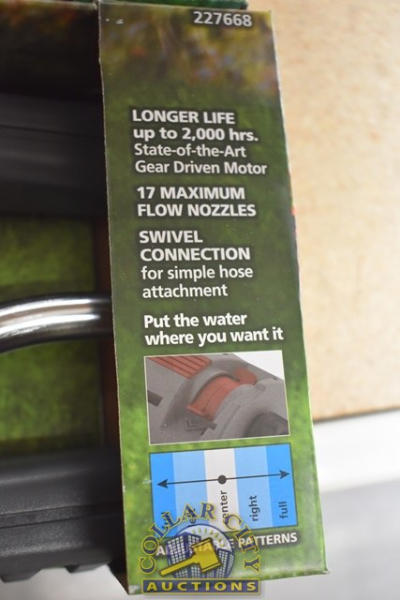 227668
LONGER LIFE
up to 2,000 hrs.
State-of-the-Art
Gear Driven Motor
17 MAXIMUM
FLOW NOZZLES
SWIVEL
CONNECTION
for simple hose
attachment
Put the water
where you want it
right
full
PATTERNS
COLLAR CITY
AUCTIONS